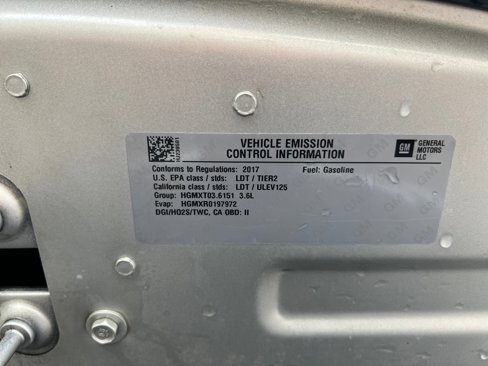 VEHICLE EMISSION
CONTROL INFORMATION
GM GENERAL
MOTORS
LLC
Conforms to Regulations: 2017 Fuel: Gasoline
U.S. EPA class / stds: LDT / TIER2
California class / stds: LDT / ULEV125
Group: HGMXT03.6151 3.6L
Evap: HGMXR0197972
DGI/HO2S/TWC, CA OBD: II